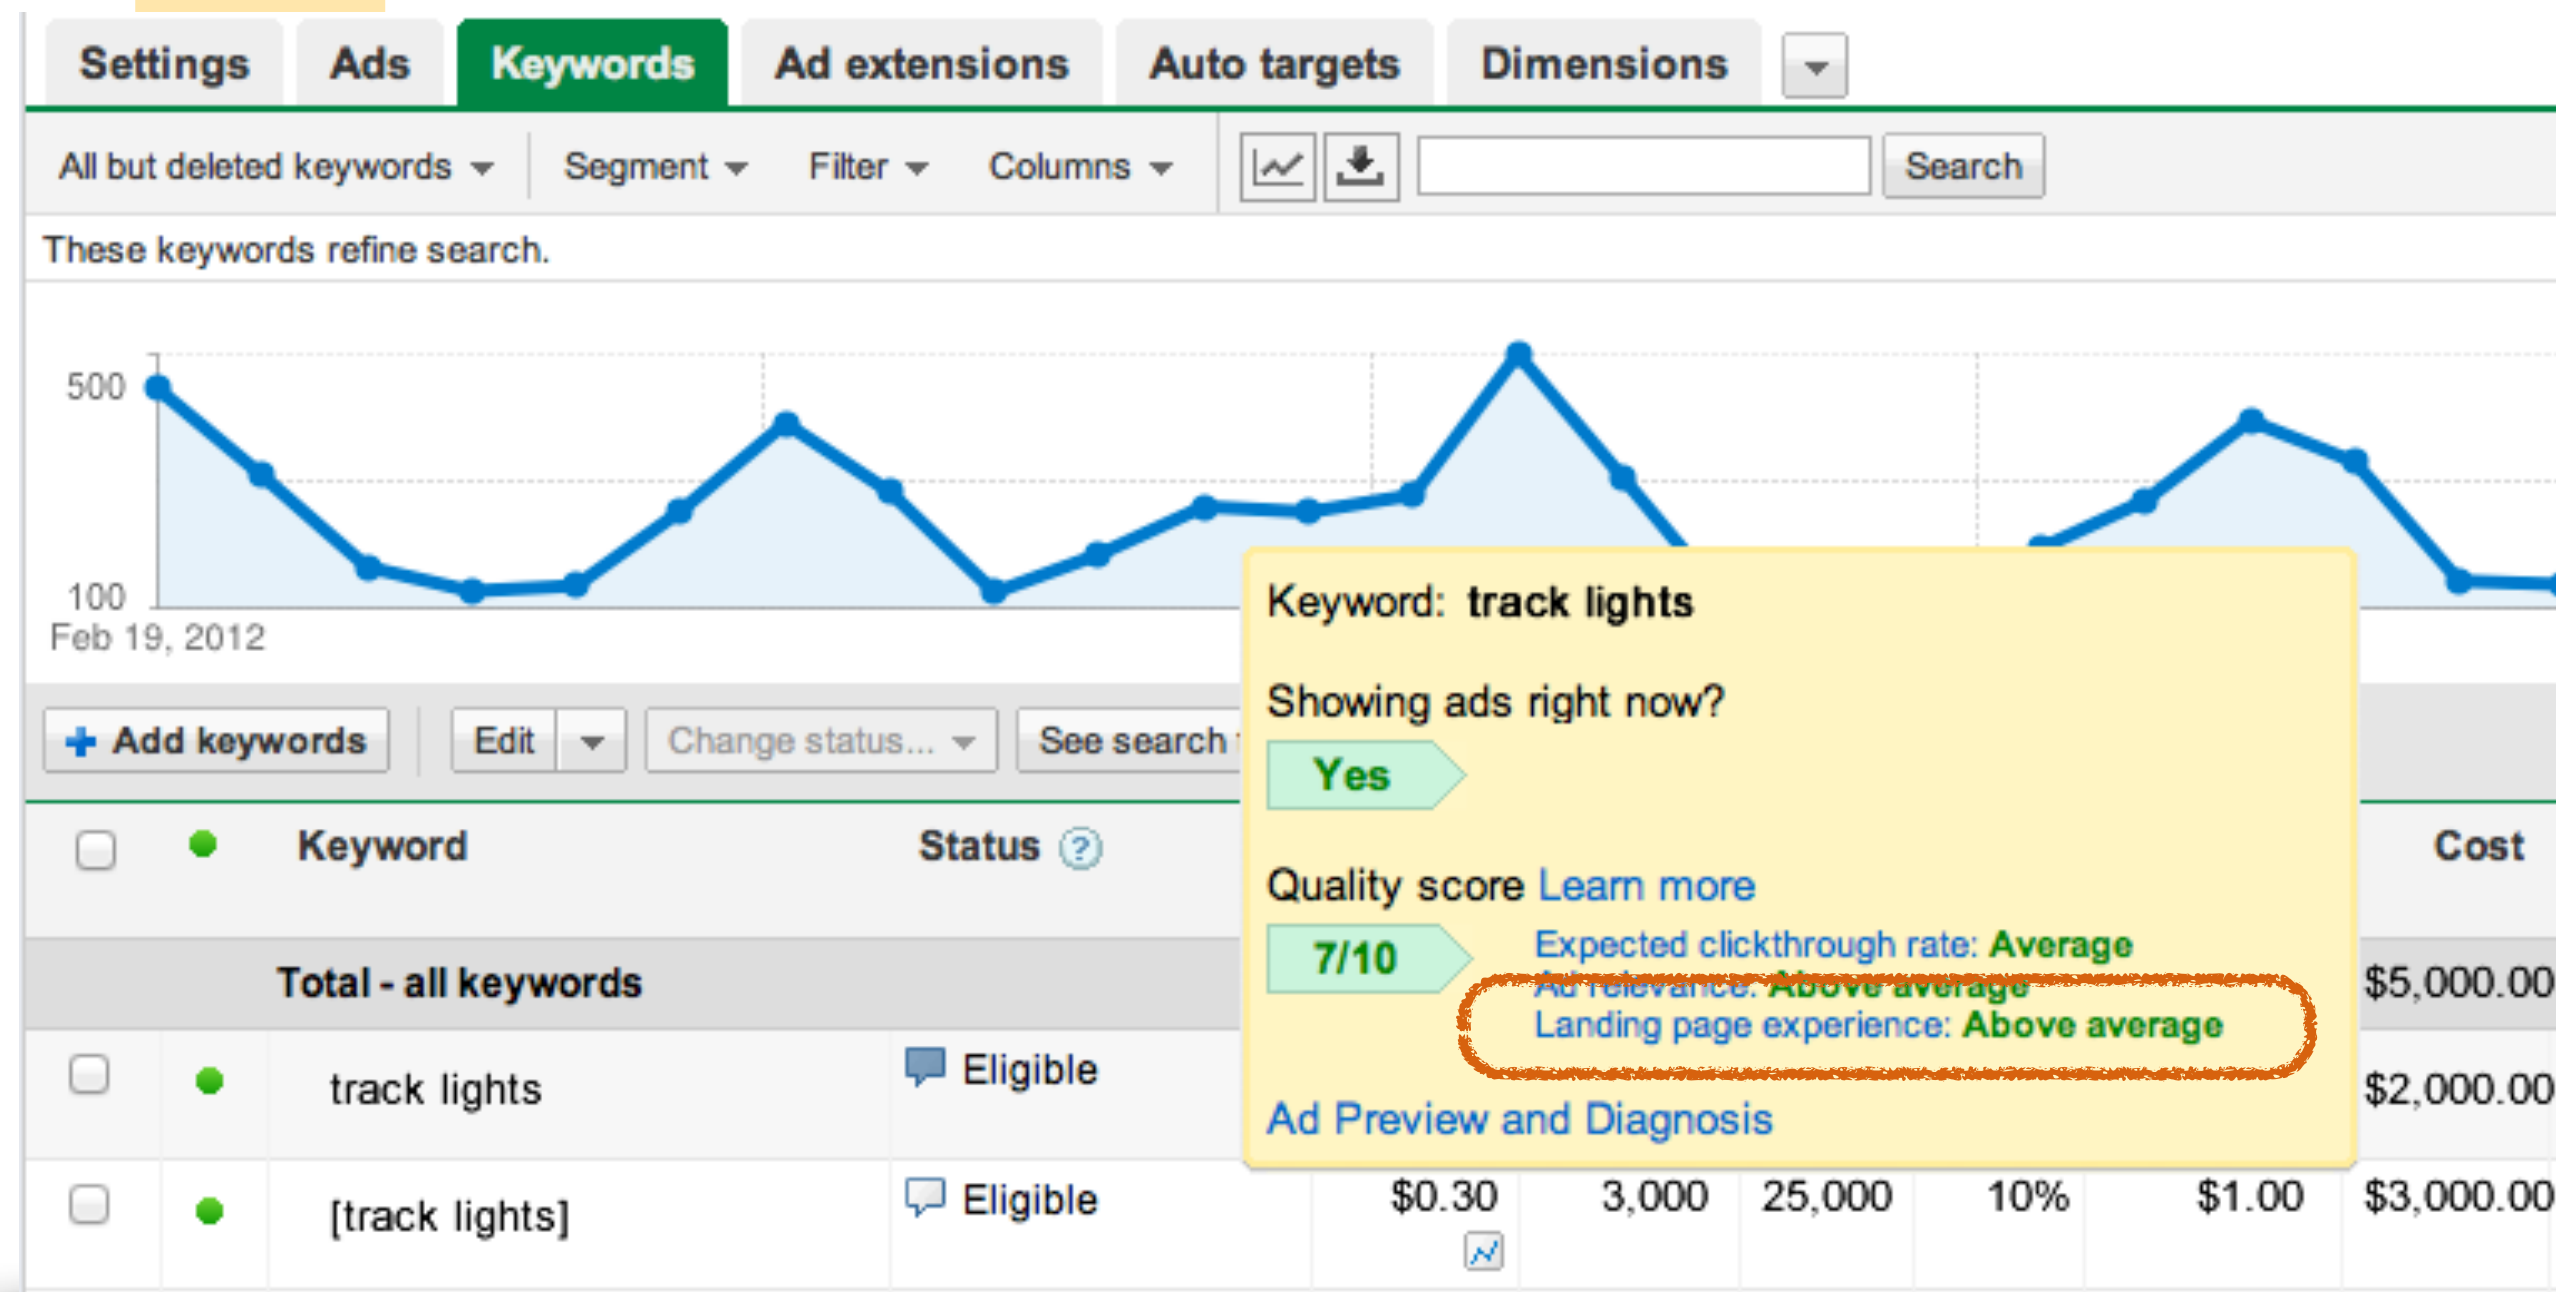 Settings Ads Keywords Ad extensions Auto targets Dimensions
All but deleted keywords Segment Filter Columns Search
These keywords refine search.
500
100
Feb 19, 2012
Add keywords Edit Change status... See search
Keyword: track lights
Showing ads right now?
Yes
Quality score Learn more
7/10
Expected clickthrough rate: Average
Ad relevance: Above average
Landing page experience: Above average
Ad Preview and Diagnosis
Keyword Status ? Cost
Total - all keywords $5,000.00
track lights Eligible $2,000.00
[track lights] Eligible $0.30 3,000 25,000 10% $1.00 $3,000.00